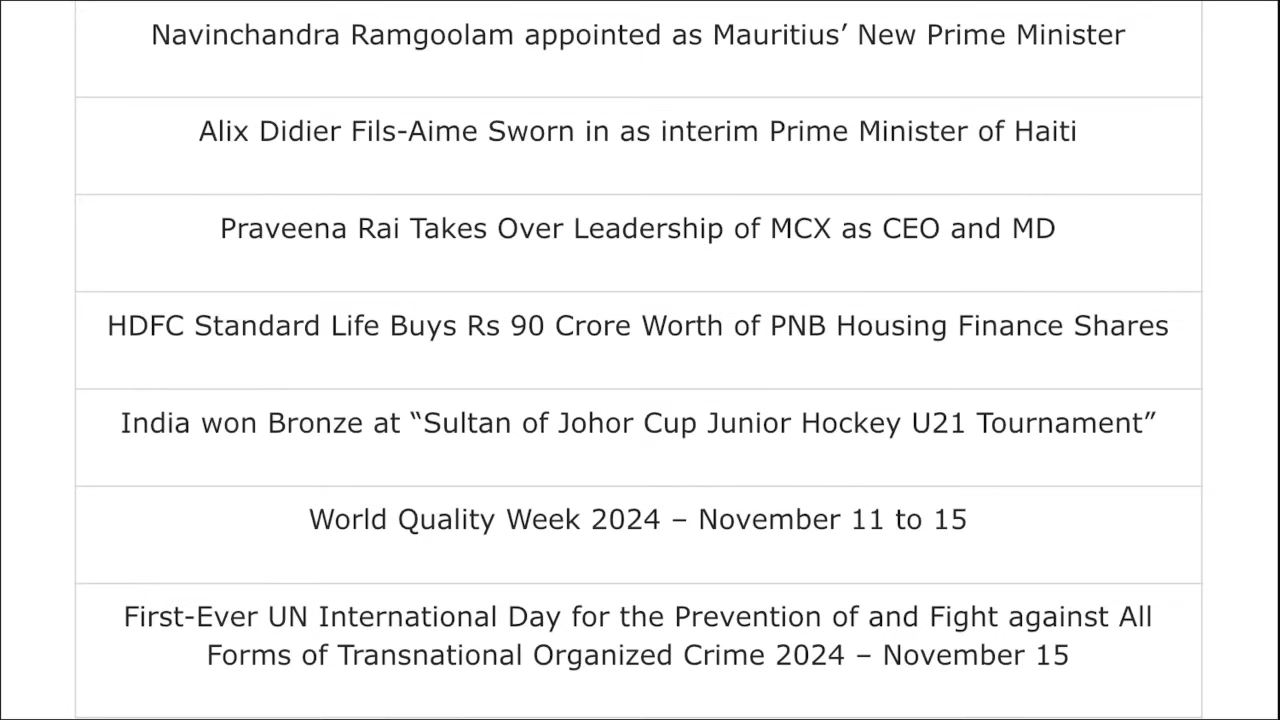 Navinchandra Ramgoolam appointed as Mauritius’ New Prime Minister
Alix Didier Fils-Aime Sworn in as interim Prime Minister of Haiti
Praveena Rai Takes Over Leadership of MCX as CEO and MD
HDFC Standard Life Buys Rs 90 Crore Worth of PNB Housing Finance Shares
India won Bronze at “Sultan of Johor Cup Junior Hockey U21 Tournament”
World Quality Week 2024 – November 11 to 15
First-Ever UN International Day for the Prevention of and Fight against All
Forms of Transnational Organized Crime 2024 – November 15